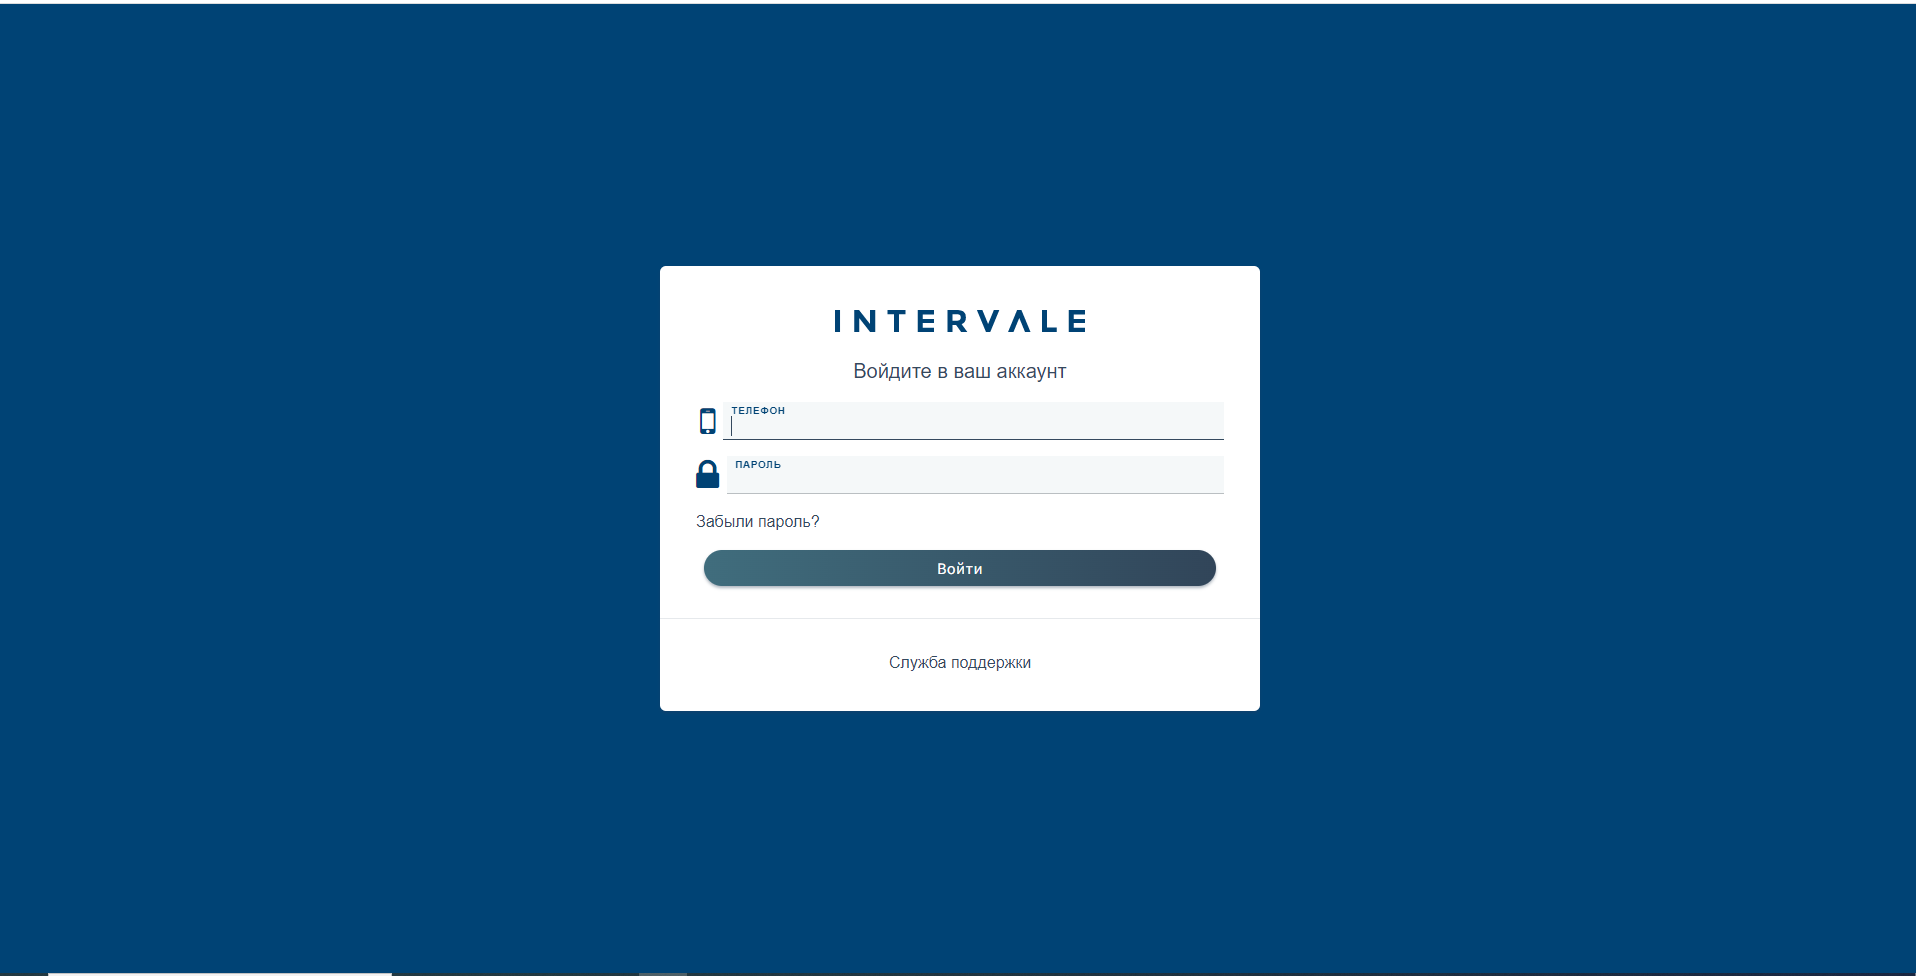 INTERVALE
Войдите в ваш аккаунт
ТЕЛЕФОН
ПАРОЛЬ
Забыли пароль?
Войти
Служба поддержки